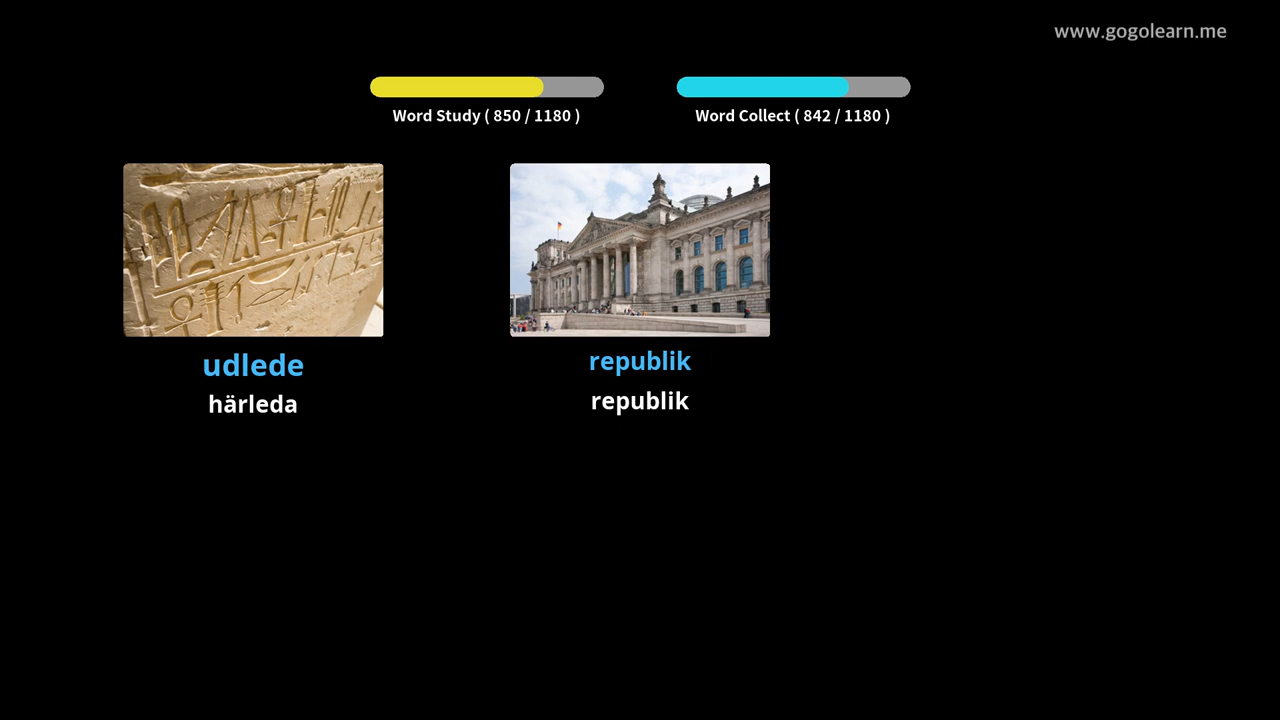 www.gogolearn.me
Word Study ( 850 / 1180 )
Word Collect ( 842 / 1180 )
udlede
härleda
republik
republik